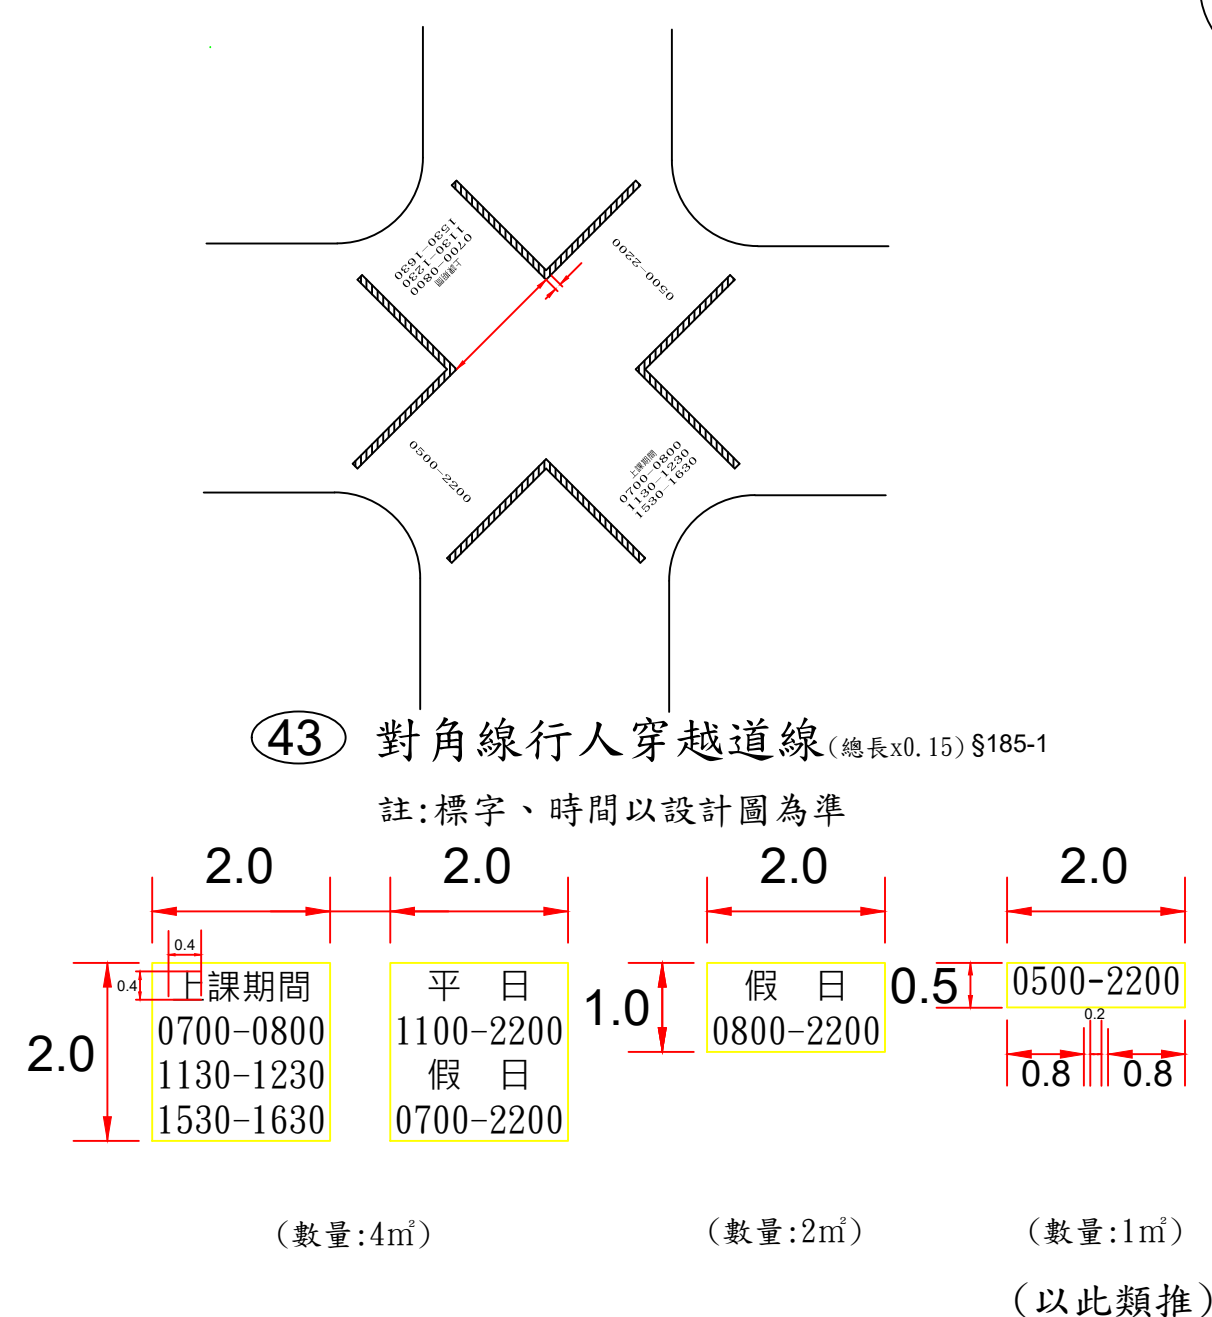 1530-1630
1130-1230
0700-0800
上課期間
0500-2200
0500-2200
上課期間
0700-0800
1130-1230
1530-1630
43 對角線行人穿越道線(總長x0.15)§185-1
註:標字、時間以設計圖為準
2.0 2.0 2.0 2.0
0.4
0.4
2.0
上課期間
0700-0800
1130-1230
1530-1630
平 日
1100-2200
假 日
0700-2200
1.0
假 日
0800-2200
0.5
0500-2200
0.2
0.8 0.8
(數量:4㎡) (數量:2㎡) (數量:1㎡)
(以此類推)